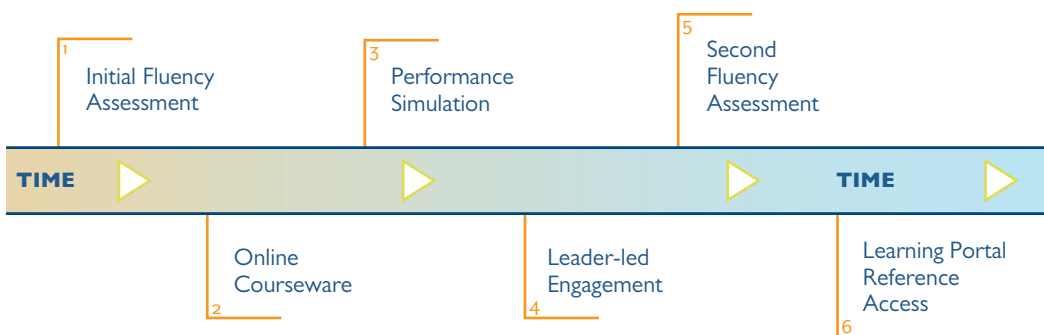 1
Initial Fluency
Assessment
3
Performance
Simulation
5
Second
Fluency
Assessment
TIME
TIME
2
Online
Courseware
4
Leader-led
Engagement
6
Learning Portal
Reference
Access